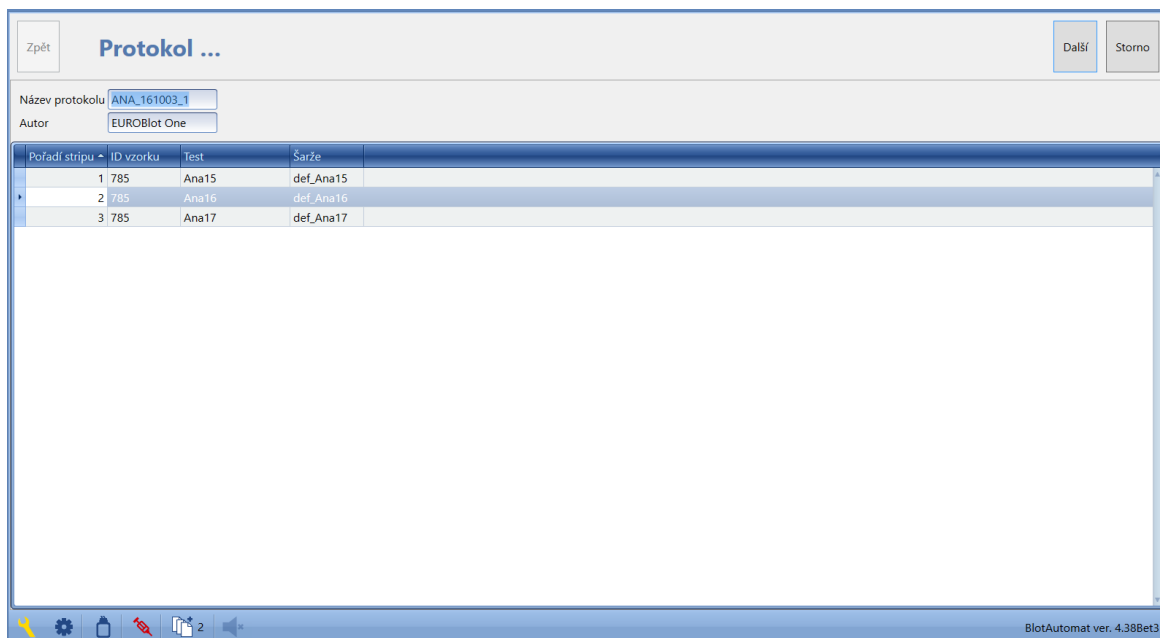 Zpět
Protokol ...
Další
Storno
Název protokolu ANA_161003_1
Autor EUROBlot One
Pořadí stripu ID vzorku Test Šarže
1 785 Ana15 def_Ana15
2 785 Ana16 def_Ana16
3 785 Ana17 def_Ana17
2
BlotAutomat ver. 4.38Bet3